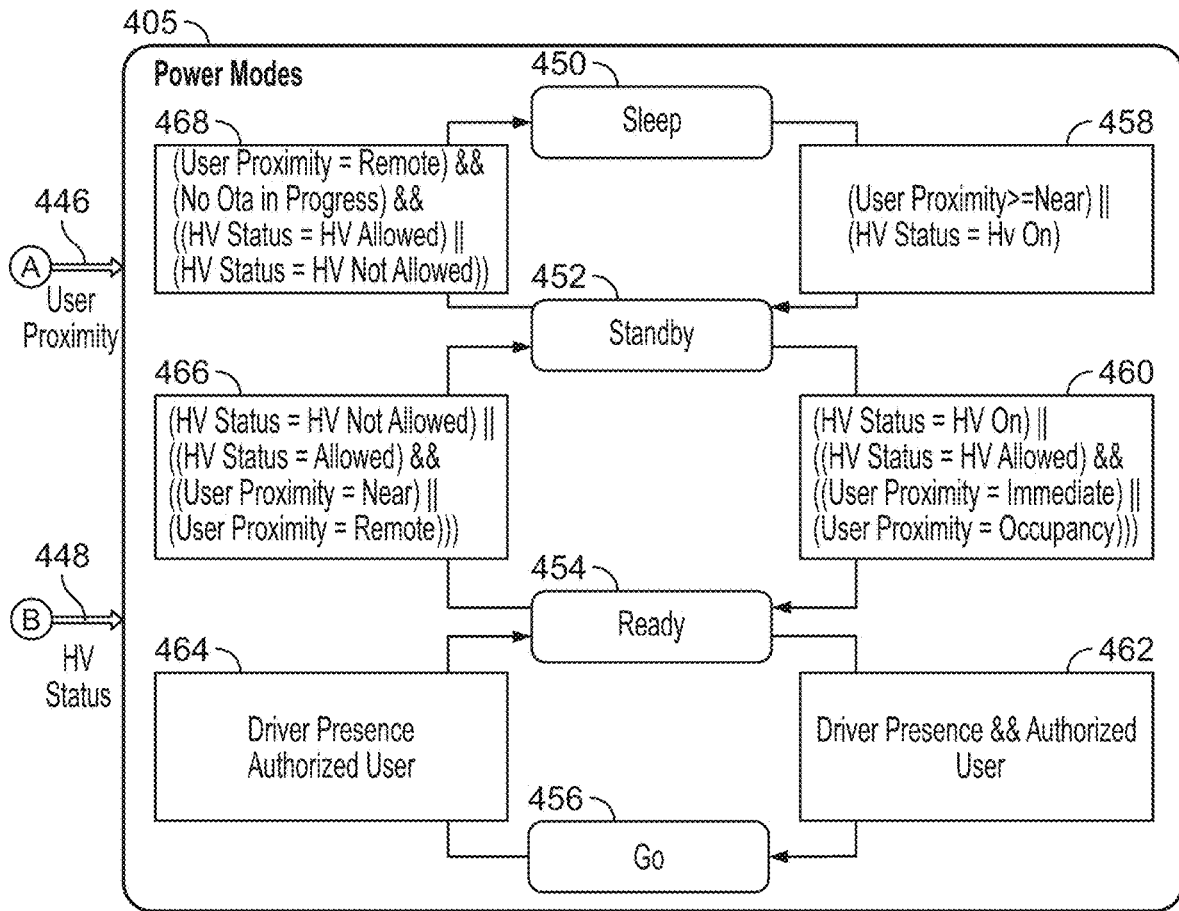 405
Power Modes
450
Sleep
468
(User Proximity = Remote) &&
(No Ota in Progress) &&
((HV Status = HV Allowed) ||
(HV Status = HV Not Allowed))
458
(User Proximity>=Near) ||
(HV Status = Hv On)
446
A
User
Proximity
452
Standby
466
(HV Status = HV Not Allowed) ||
((HV Status = Allowed) &&
((User Proximity = Near) ||
(User Proximity = Remote)))
460
(HV Status = HV On) ||
((HV Status = HV Allowed) &&
((User Proximity = Immediate) ||
(User Proximity = Occupancy)))
448
B
HV
Status
454
Ready
464
Driver Presence
Authorized User
462
Driver Presence && Authorized
User
456
Go